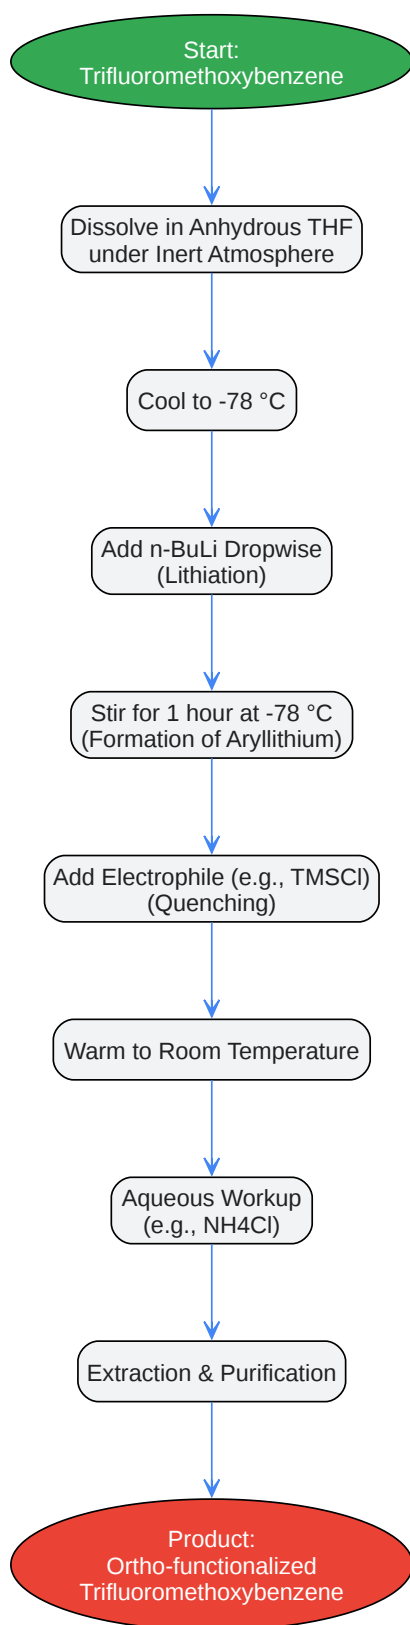 Start:
Trifluoromethoxybenzene
Dissolve in Anhydrous THF
under Inert Atmosphere
Cool to -78 °C
Add n-BuLi Dropwise
(Lithiation)
Stir for 1 hour at -78 °C
(Formation of Aryllithium)
Add Electrophile (e.g., TMSCl)
(Quenching)
Warm to Room Temperature
Aqueous Workup
(e.g., NH4Cl)
Extraction & Purification
Product:
Ortho-functionalized
Trifluoromethoxybenzene